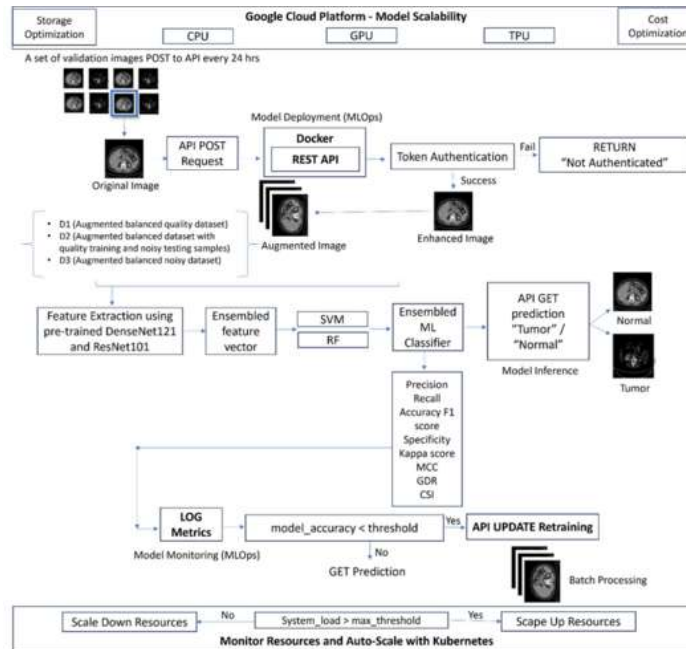 Storage
Optimization
Google Cloud Platform - Model Scalability
CPU
GPU
TPU
Cost
Optimization
A set of validation images POST to API every 24 hrs
Original Image
API POST
Request
Model Deployment (MLOps)
Docker
REST API
Token Authentication
Fail
RETURN
"Not Authenticated"
Success
Augmented Image
Enhanced Image
• D1 (Augmented balanced quality dataset)
• D2 (Augmented balanced dataset with
quality training and noisy testing samples)
• D3 (Augmented balanced noisy dataset)
Feature Extraction using
pre-trained DenseNet121
and ResNet101
Ensembled
feature
vector
SVM
RF
Ensembled
ML
Classifier
API GET
prediction
"Tumor" /
"Normal"
Model Inference
Normal
Tumor
Precision
Recall
Accuracy F1
score
Specificity
Kappa score
MCC
GDR
CSI
LOG
Metrics
Model Monitoring (MLOps)
model_accuracy < threshold
Yes
API UPDATE Retraining
No
GET Prediction
Batch Processing
Scale Down Resources
No
System_load > max_threshold
Yes
Scape Up Resources
Monitor Resources and Auto-Scale with Kubernetes